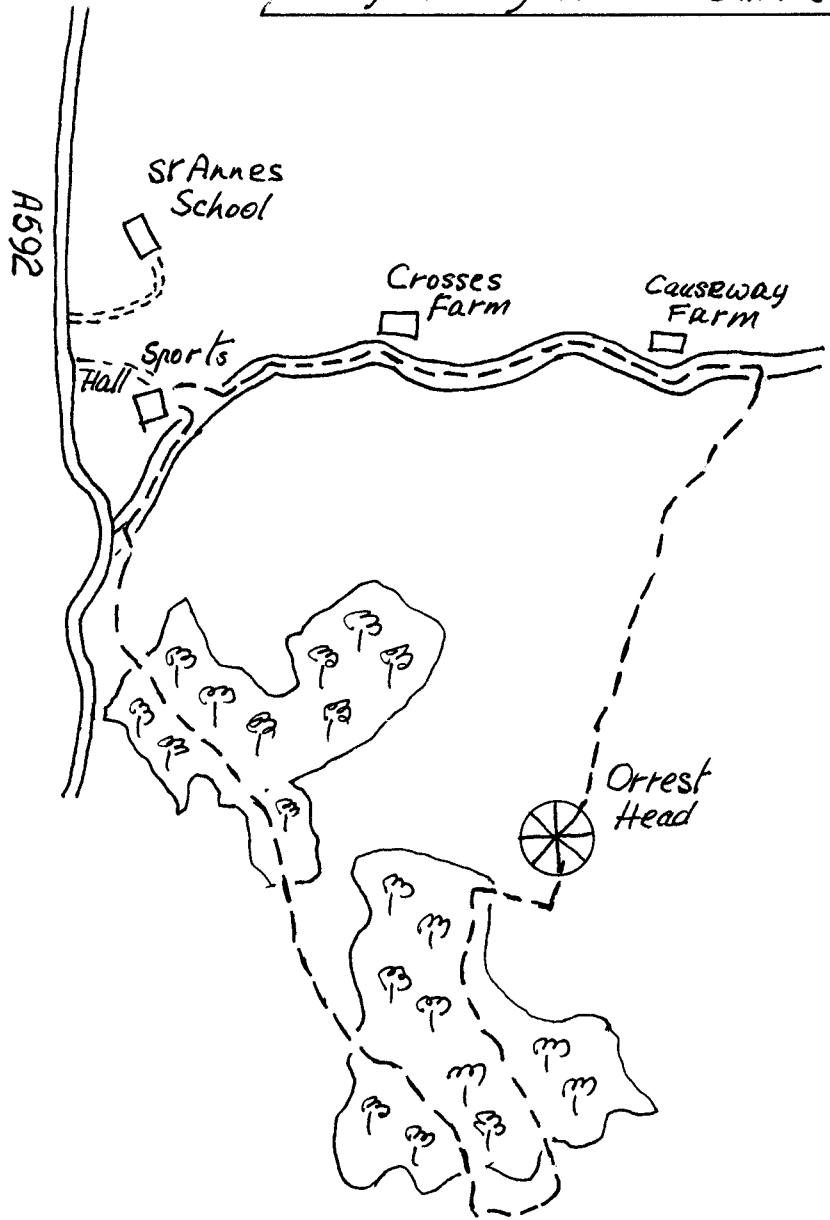 St Annes
School
A592
Crosses
Farm
Causeway
Farm
Sports
Hall
Orrest
Head